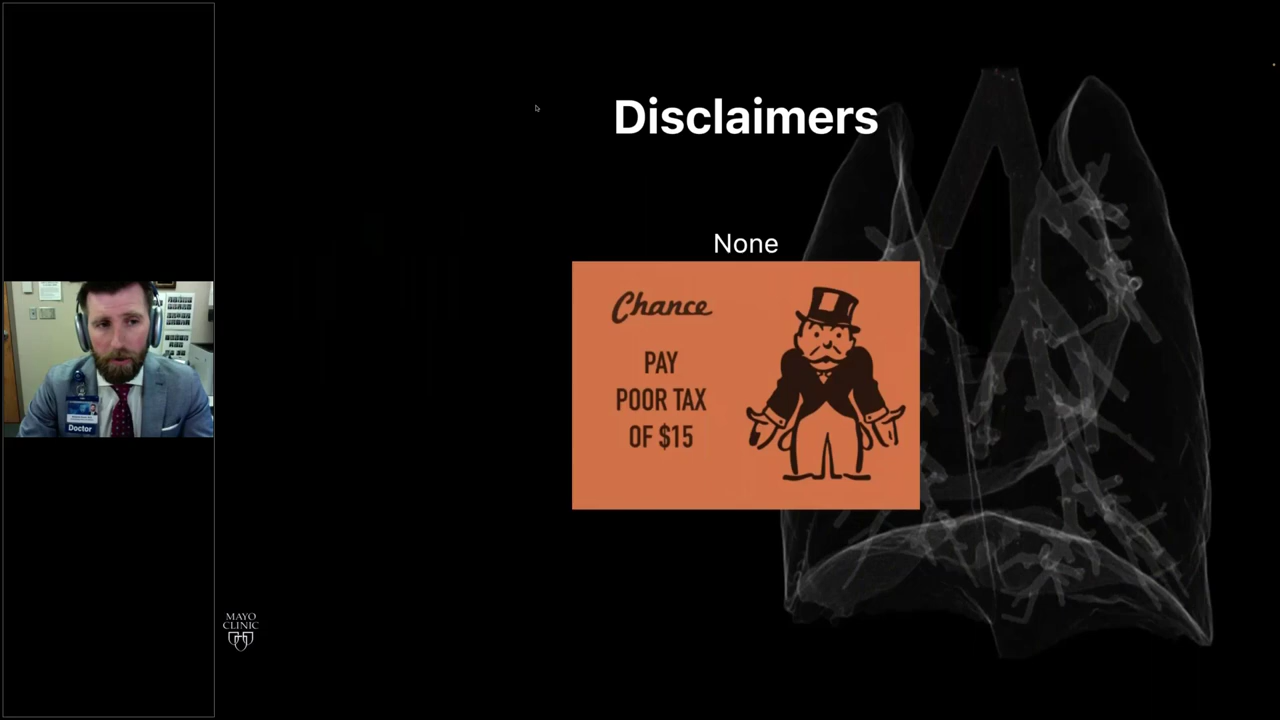 Disclaimers
None
Chance
PAY
POOR TAX
OF $15
Doctor
MAYO
CLINIC